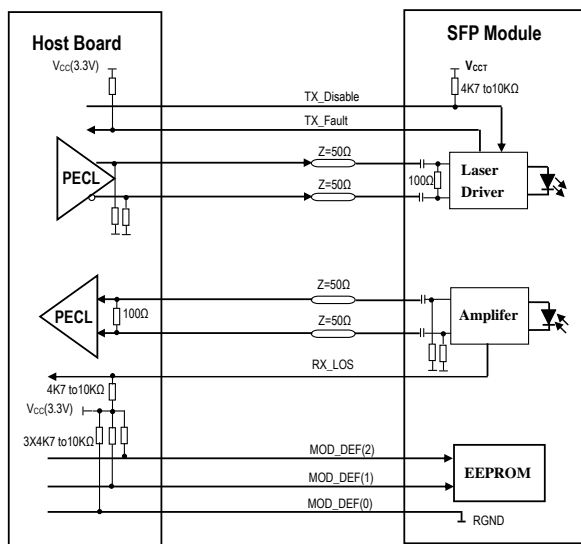 Host Board
SFP Module
VCC(3.3V)
VCCT
4K7 to10KΩ
TX_Disable
TX_Fault
PECL
Z=50Ω
Z=50Ω
100Ω
Laser
Driver
PECL
100Ω
Z=50Ω
Z=50Ω
Amplifer
RX_LOS
4K7 to10KΩ
VCC(3.3V)
3X4K7 to10KΩ
MOD_DEF(2)
MOD_DEF(1)
MOD_DEF(0)
EEPROM
RGND